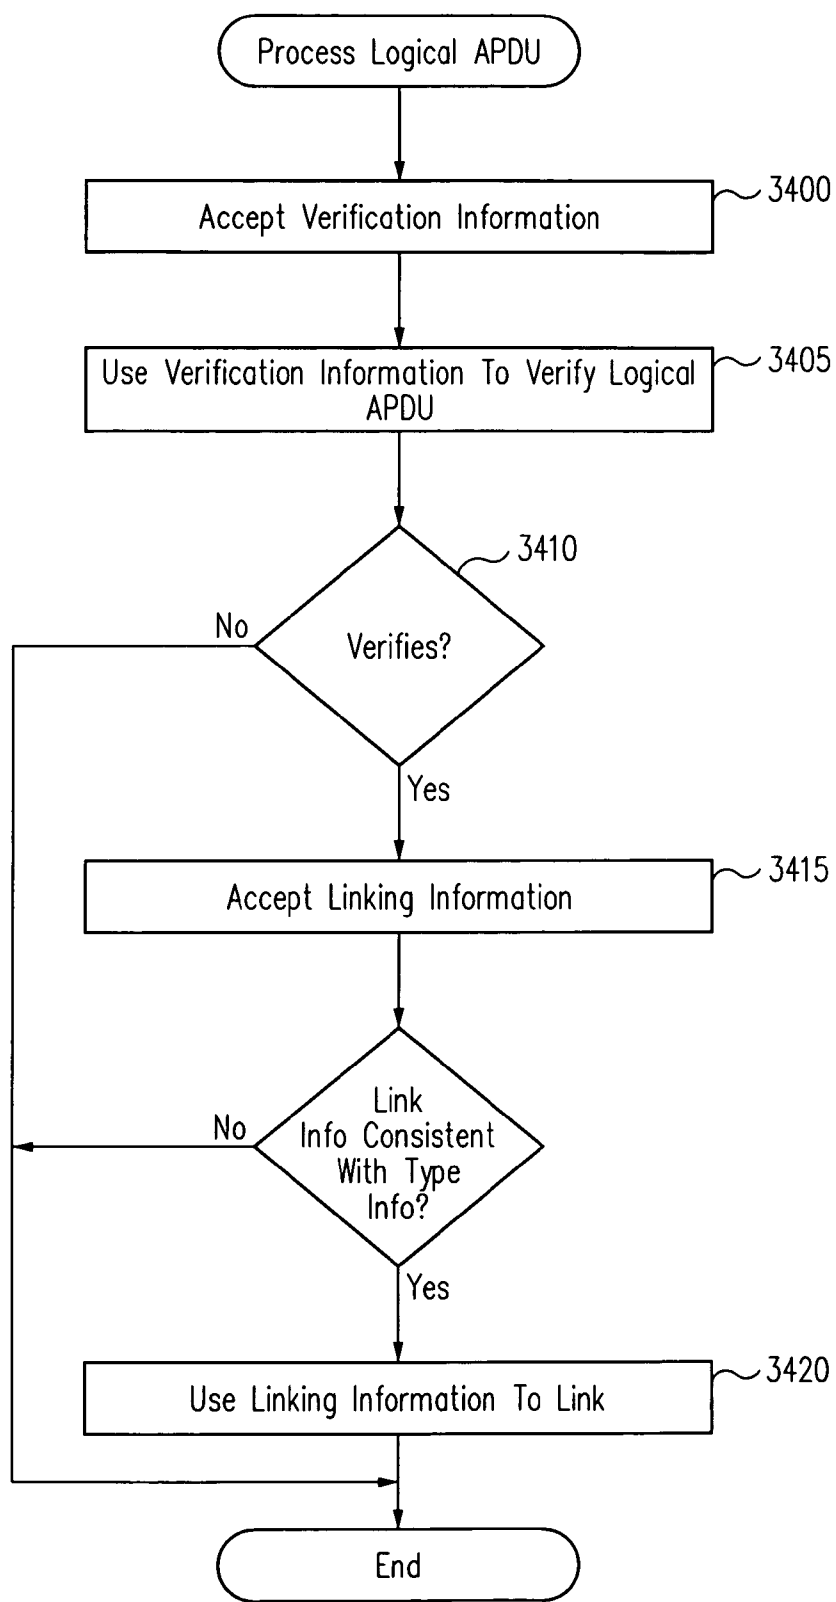 Process Logical APDU
3400
Accept Verification Information
3405
Use Verification Information To Verify Logical
APDU
3410
No
Verifies?
Yes
3415
Accept Linking Information
Link
No
Info Consistent
With Type
Info?
Yes
3420
Use Linking Information To Link
End